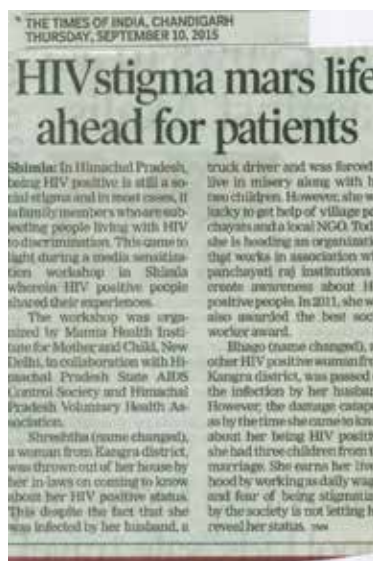 THE TIMES OF INDIA, CHANDIGARH
THURSDAY, SEPTEMBER 10, 2015
HIV stigma mars life
ahead for patients
Shimla: In Himachal Pradesh,
being HIV positive is still a so-
cial stigma and in most cases, it
is family members who are sub-
jecting people living with HIV
to discrimination. This came to
light during a media sensitiza-
tion workshop in Shimla
wherein HIV positive people
shared their experiences.
The workshop was orga-
nized by Mamta Health Insti-
tute for Mother and Child, New
Delhi, in collaboration with Hi-
machal Pradesh State AIDS
Control Society and Himachal
Pradesh Voluntary Health As-
sociation.
Shreshtha (name changed),
a woman from Kangra district,
was thrown out of her house by
her in-laws on coming to know
about her HIV positive status.
This despite the fact that she
was infected by her husband, a
truck driver and was forced
live in misery along with h
two children. However, she w
lucky to get help of village pa
chayats and a local NGO. Tod
she is heading an organizati
that works in association wi
panchayati raj institutions
create awareness about H
positive people. In 2011, she w
also awarded the best soc
worker award.
Bhago (name changed), a
other HIV positive woman fro
Kangra district, was passed
the infection by her husban
However, the damage catap
as by the time she came to kno
about her being HIV positi
she had three children from t
marriage. She earns her live
hood by working as daily wag
and fear of being stigmatiz
by the society is not letting h
reveal her status. TNN